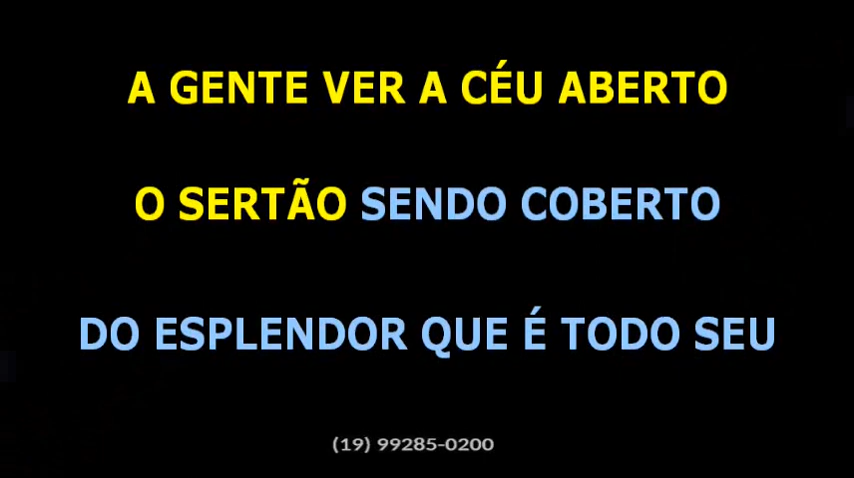 A GENTE VER A CÉU ABERTO
O SERTÃO SENDO COBERTO
DO ESPLENDOR QUE É TODO SEU
(19) 99285-0200